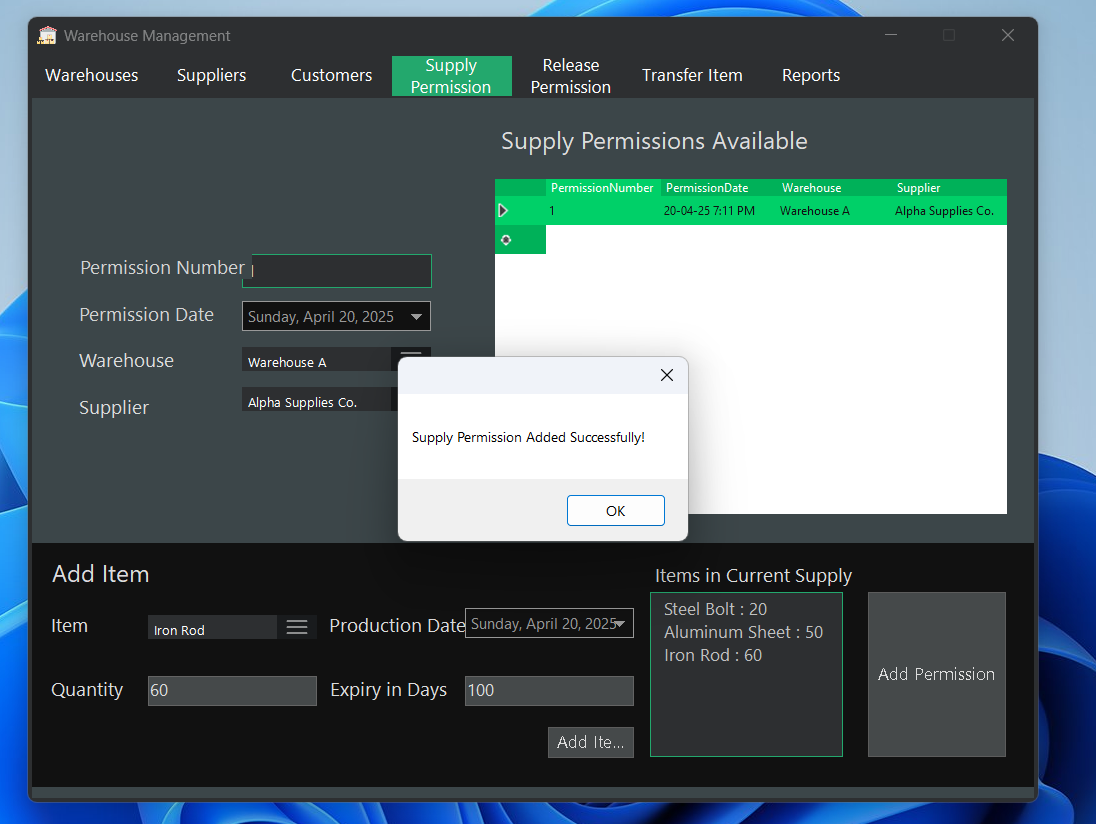 Warehouse Management
Warehouses
Suppliers
Customers
Supply
Permission
Release
Permission
Transfer Item
Reports
Supply Permissions Available
PermissionNumber PermissionDate Warehouse Supplier
1 20-04-25 7:11 PM Warehouse A Alpha Supplies Co.
Permission Number
Permission Date Sunday, April 20, 2025
Warehouse Warehouse A
Supplier Alpha Supplies Co.
Supply Permission Added Successfully!
OK
Add Item
Item Iron Rod
Production Date Sunday, April 20, 2025
Quantity 60
Expiry in Days 100
Add Ite...
Items in Current Supply
Steel Bolt : 20
Aluminum Sheet : 50
Iron Rod : 60
Add Permission